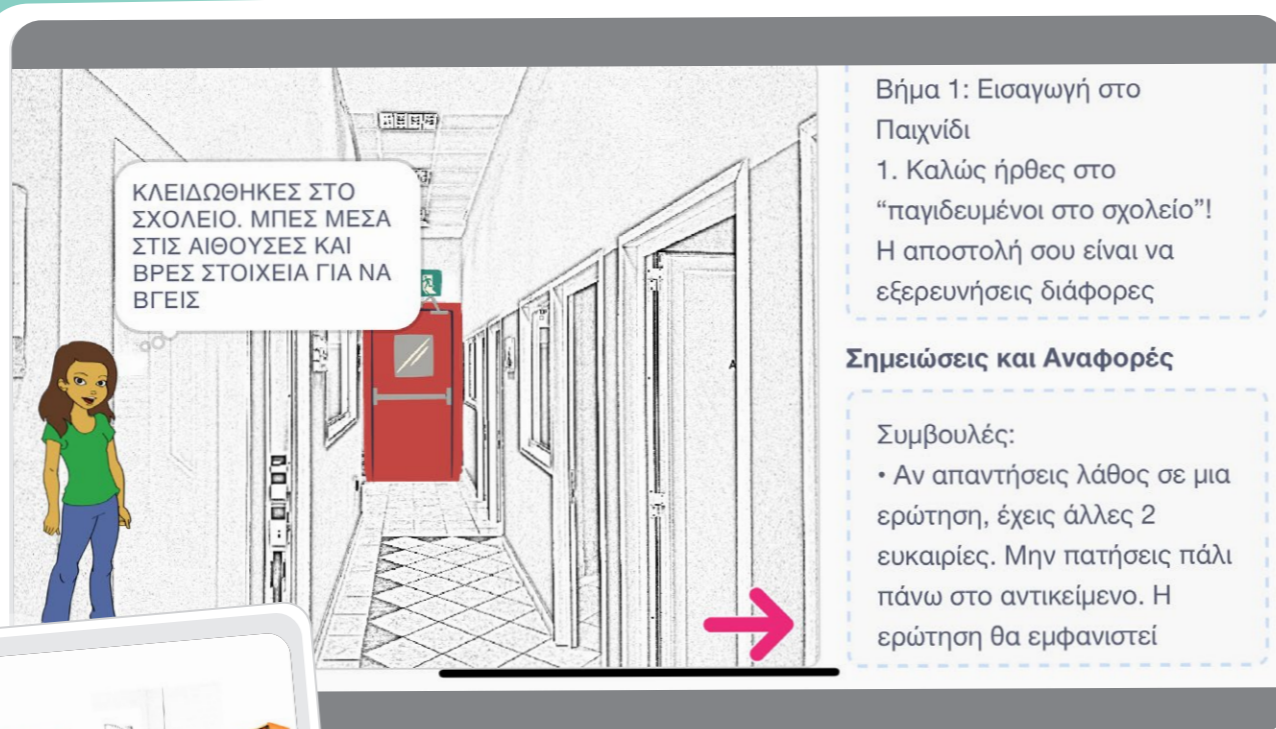 ΚΛΕΙΔΩΘΗΚΕΣ ΣΤΟ
ΣΧΟΛΕΙΟ. ΜΠΕΣ ΜΕΣΑ
ΣΤΙΣ ΑΙΘΟΥΣΕΣ ΚΑΙ
ΒΡΕΣ ΣΤΟΙΧΕΙΑ ΓΙΑ ΝΑ
ΒΓΕΙΣ
Βήμα 1: Εισαγωγή στο
Παιχνίδι
1. Καλώς ήρθες στο
“παγιδευμένοι στο σχολείο”!
Η αποστολή σου είναι να
εξερευνήσεις διάφορες
Σημειώσεις και Αναφορές
Συμβουλές:
• Αν απαντήσεις λάθος σε μια
ερώτηση, έχεις άλλες 2
ευκαιρίες. Μην πατήσεις πάλι
πάνω στο αντικείμενο. Η
ερώτηση θα εμφανιστεί